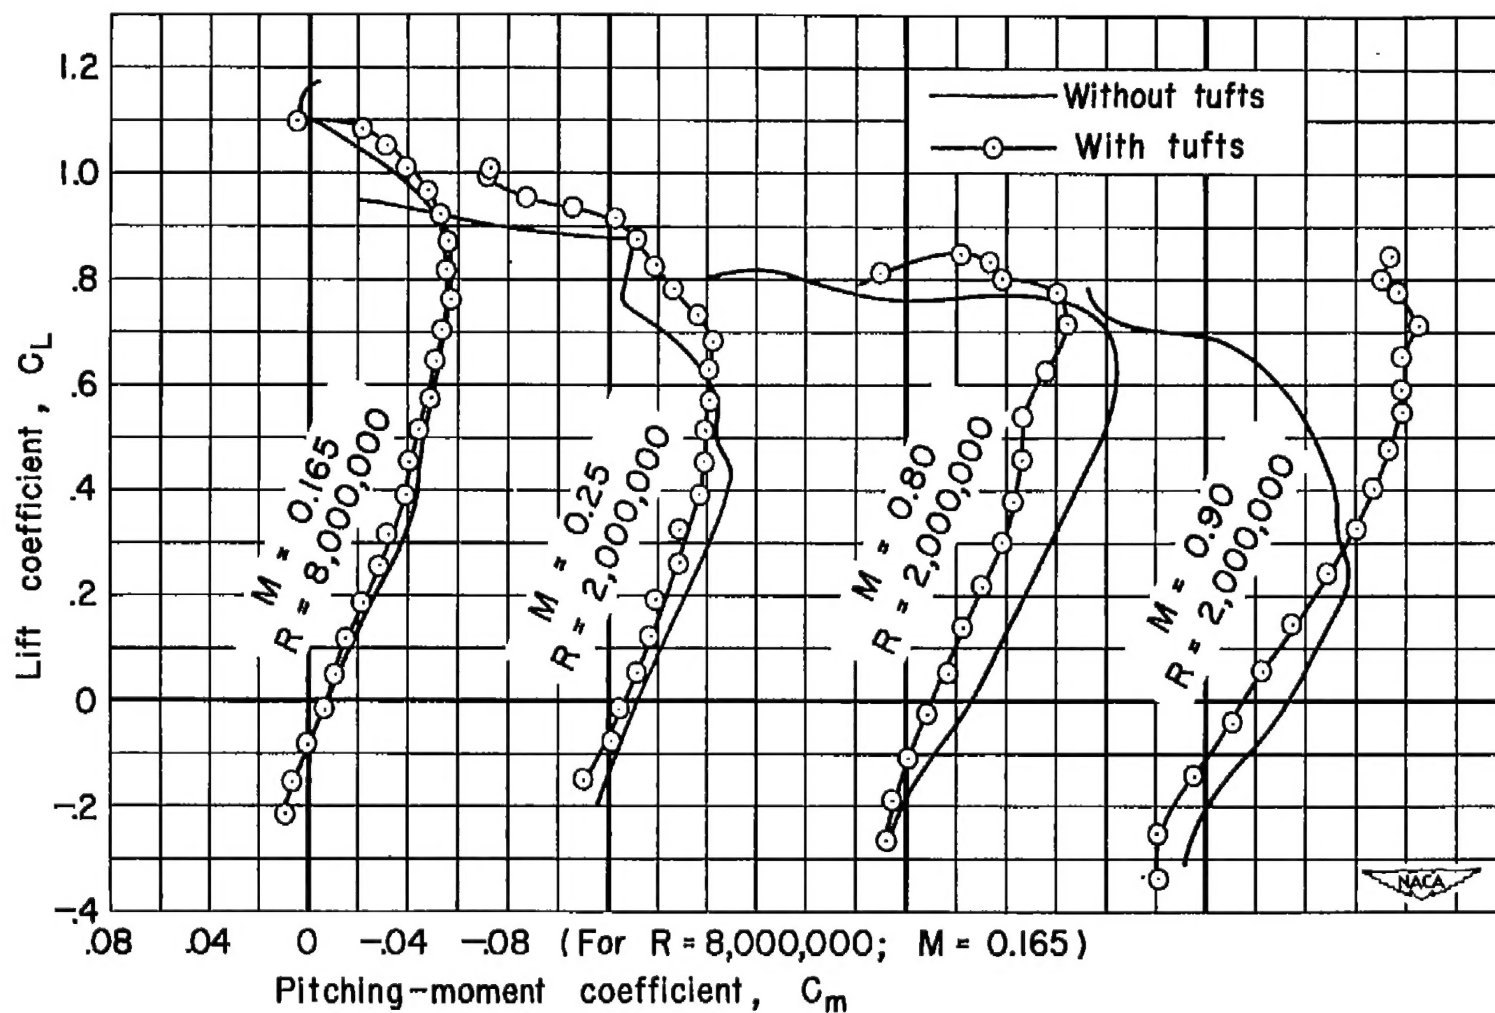 1.2
1.0
.8
.6
.4
.2
0
-.2
-.4
Lift coefficient, C_L
Without tufts
With tufts
M = 0.165
R = 8,000,000
M = 0.25
R = 2,000,000
M = 0.80
R = 2,000,000
M = 0.90
R = 2,000,000
NACA
.08 .04 0 -.04 -.08 (For R = 8,000,000; M = 0.165)
Pitching-moment coefficient, C_m